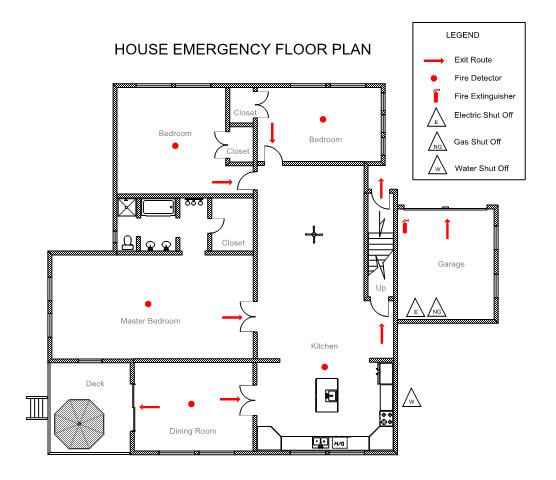 LEGEND
HOUSE EMERGENCY FLOOR PLAN
Exit Route
Fire Detector
Fire Extinguisher
E
Electric Shut Off
NG
Gas Shut Off
W
Water Shut Off
Closet
Bedroom
Bedroom
Closet
Closet
Garage
Up
Master Bedroom
E
NG
Kitchen
Deck
W
Dining Room